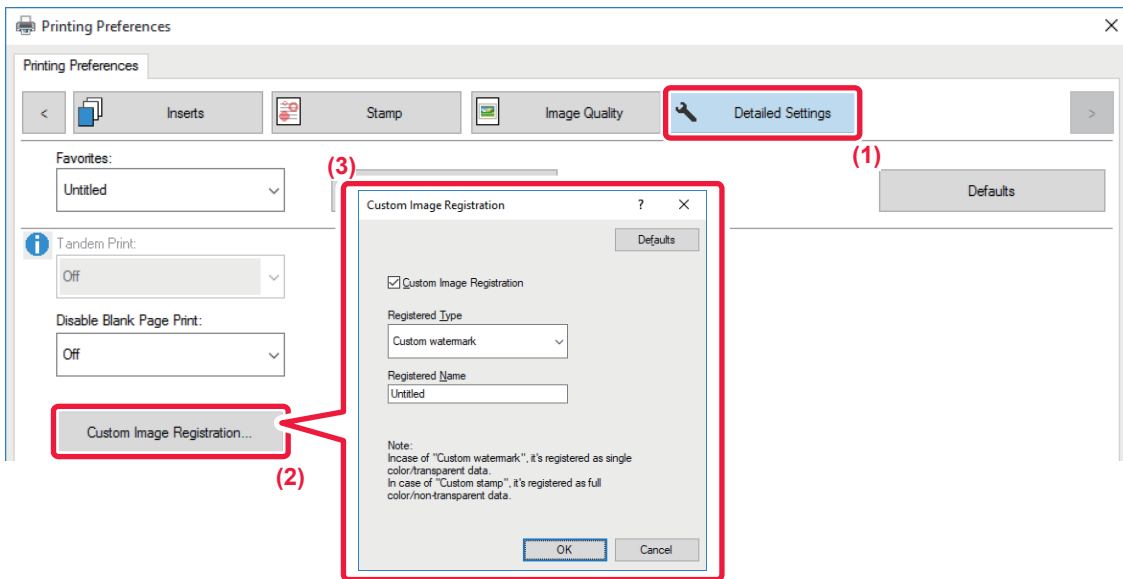 Printing Preferences
Printing Preferences
< Inserts Stamp Image Quality Detailed Settings >
(1)
Favorites:
Untitled
Defaults
Tandem Print:
Off
Disable Blank Page Print:
Off
Custom Image Registration...
(2)
(3)
Custom Image Registration ?
Defaults
Custom Image Registration
Registered Type
Custom watermark
Registered Name
Untitled
Note:
Incase of "Custom watermark", it's registered as single
color/transparent data.
In case of "Custom stamp", it's registered as full
color/non-transparent data.
OK Cancel